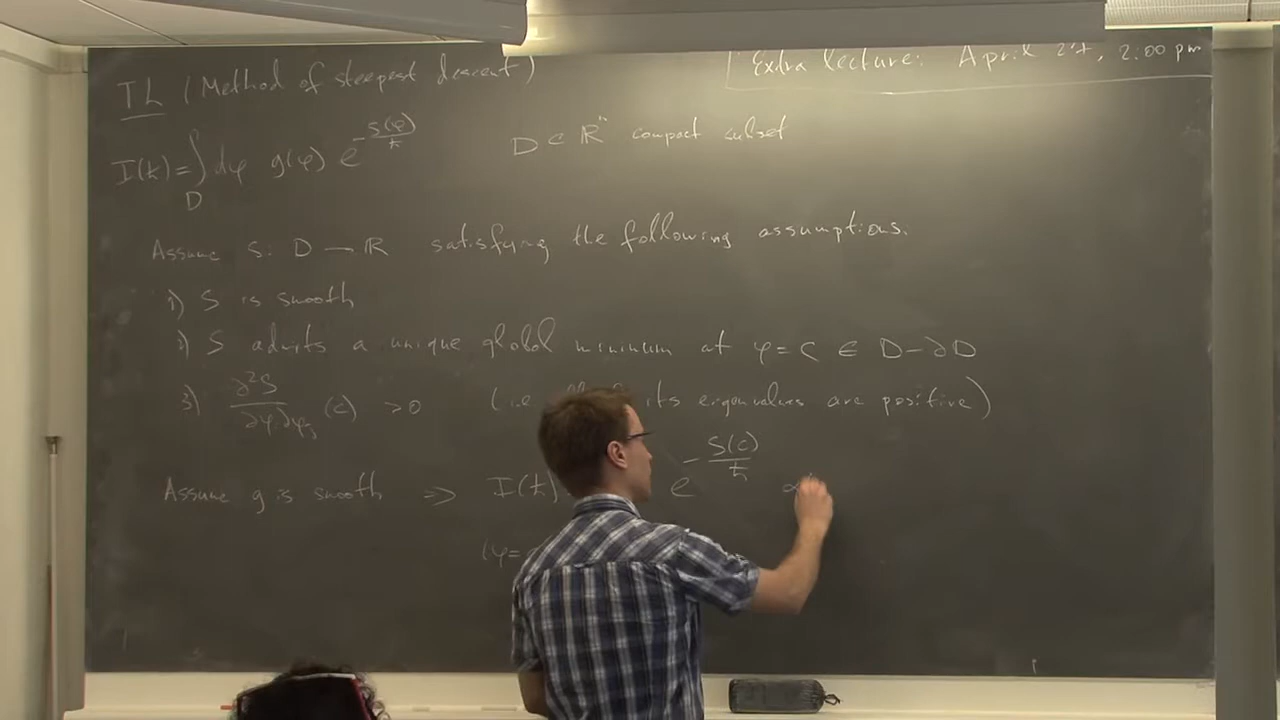 TL (Method of steepest descent)
Extra lecture: April 27, 2:00 pm
I(ħ) = ∫_D dφ g(φ) e^{-S(φ)/ħ} D ⊂ ℝⁿ compact subset
Assume S: D → ℝ satisfying the following assumptions.
1) S is smooth
2) S admits a unique global minimum at φ = c ∈ D - ∂D
3) ∂²S/∂φᵢ∂φⱼ (c) > 0 (i.e. its eigenvalues are positive)
Assume g is smooth ⇒ I(ħ) e^{-S(c)/ħ}
(φ=